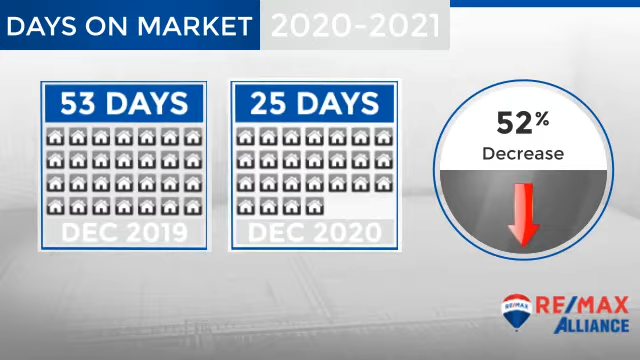 DAYS ON MARKET 2020-2021
53 DAYS
DEC 2019
25 DAYS
DEC 2020
52%
Decrease
RE/MAX
RE/MAX
ALLIANCE